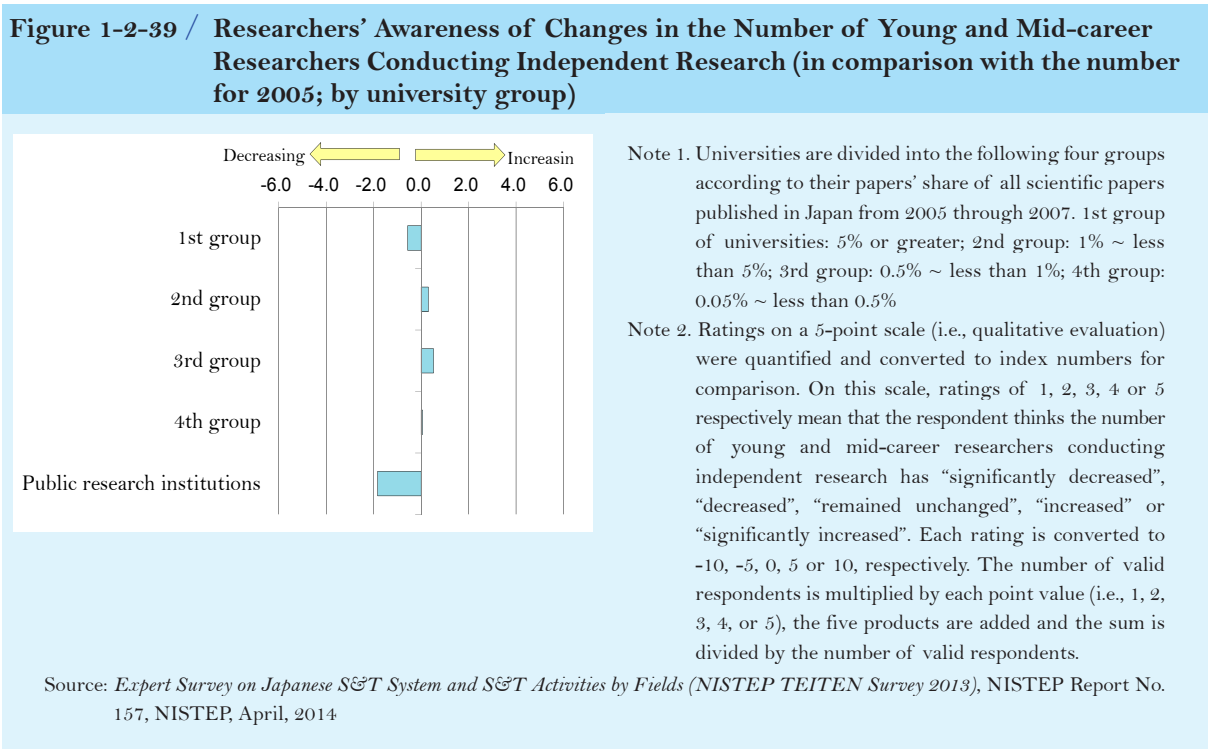 Figure 1-2-39 / Researchers' Awareness of Changes in the Number of Young and Mid-career
Researchers Conducting Independent Research (in comparison with the number
for 2005; by university group)
Decreasing Increasin
-6.0 -4.0 -2.0 0.0 2.0 4.0 6.0
1st group
2nd group
3rd group
4th group
Public research institutions
Note 1. Universities are divided into the following four groups
according to their papers' share of all scientific papers
published in Japan from 2005 through 2007. 1st group
of universities: 5% or greater; 2nd group: 1% ~ less
than 5%; 3rd group: 0.5% ~ less than 1%; 4th group:
0.05% ~ less than 0.5%
Note 2. Ratings on a 5-point scale (i.e., qualitative evaluation)
were quantified and converted to index numbers for
comparison. On this scale, ratings of 1, 2, 3, 4 or 5
respectively mean that the respondent thinks the number
of young and mid-career researchers conducting
independent research has “significantly decreased”,
“decreased”, “remained unchanged”, “increased” or
“significantly increased”. Each rating is converted to
-10, -5, 0, 5 or 10, respectively. The number of valid
respondents is multiplied by each point value (i.e., 1, 2,
3, 4, or 5), the five products are added and the sum is
divided by the number of valid respondents.
Source: Expert Survey on Japanese S&T System and S&T Activities by Fields (NISTEP TEITEN Survey 2013), NISTEP Report No.
157, NISTEP, April, 2014